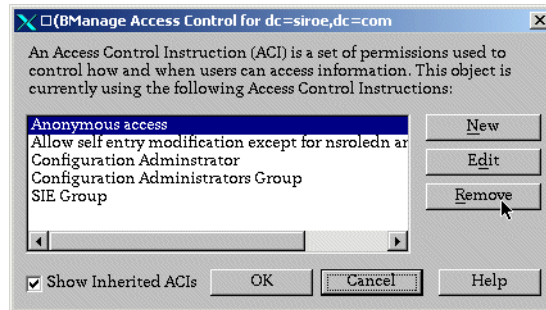 □(BManage Access Control for dc=siroe,dc=com
An Access Control Instruction (ACI) is a set of permissions used to
control how and when users can access information. This object is
currently using the following Access Control Instructions:
Anonymous access
Allow self entry modification except for nsroledn ar
Configuration Adminstrator
Configuration Administrators Group
SIE Group
New
Edit
Remove
Show Inherited ACIs
OK
Cancel
Help